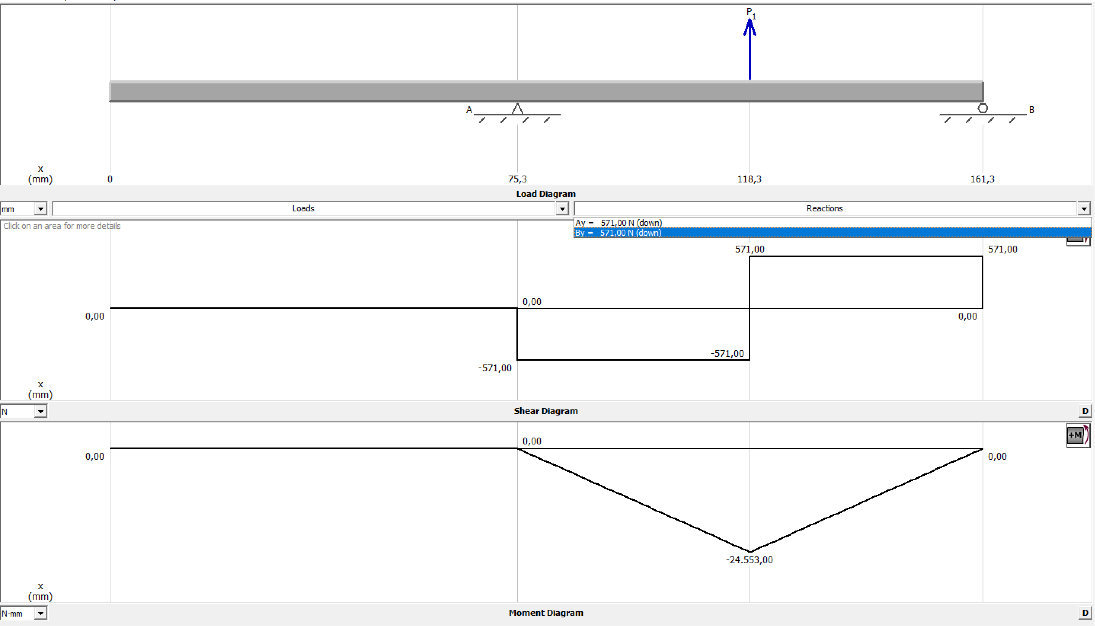 P1
A
B
x
(mm)
0
75,3
118,3
161,3
Load Diagram
mm
Loads
Reactions
Click on an area for more details
Ay = 571,00 N (down)
By = 571,00 N (down)
571,00
571,00
0,00
0,00
0,00
-571,00
-571,00
x
(mm)
N
Shear Diagram
D
+M
0,00
0,00
0,00
-24.553,00
x
(mm)
N-mm
Moment Diagram
D